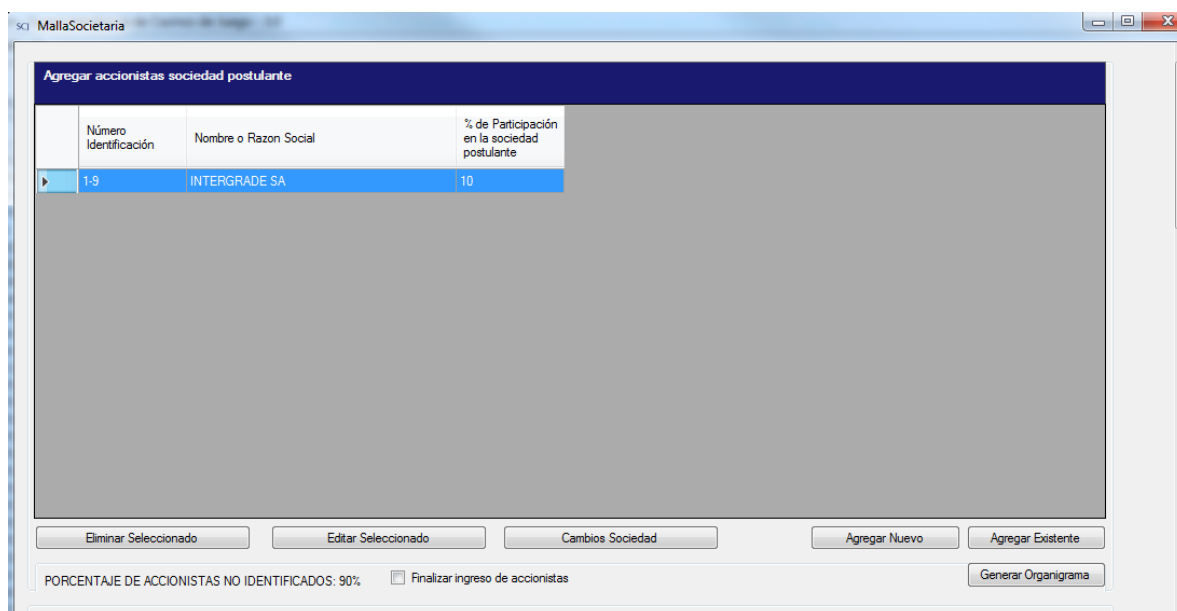 SCJ MallaSocietaria
Agregar accionistas sociedad postulante
Número
Identificación
Nombre o Razon Social
% de Participación
en la sociedad
postulante
1-9 INTERGRADE SA 10
Eliminar Seleccionado Editar Seleccionado Cambios Sociedad Agregar Nuevo Agregar Existente
PORCENTAJE DE ACCIONISTAS NO IDENTIFICADOS: 90% Finalizar ingreso de accionistas Generar Organigrama